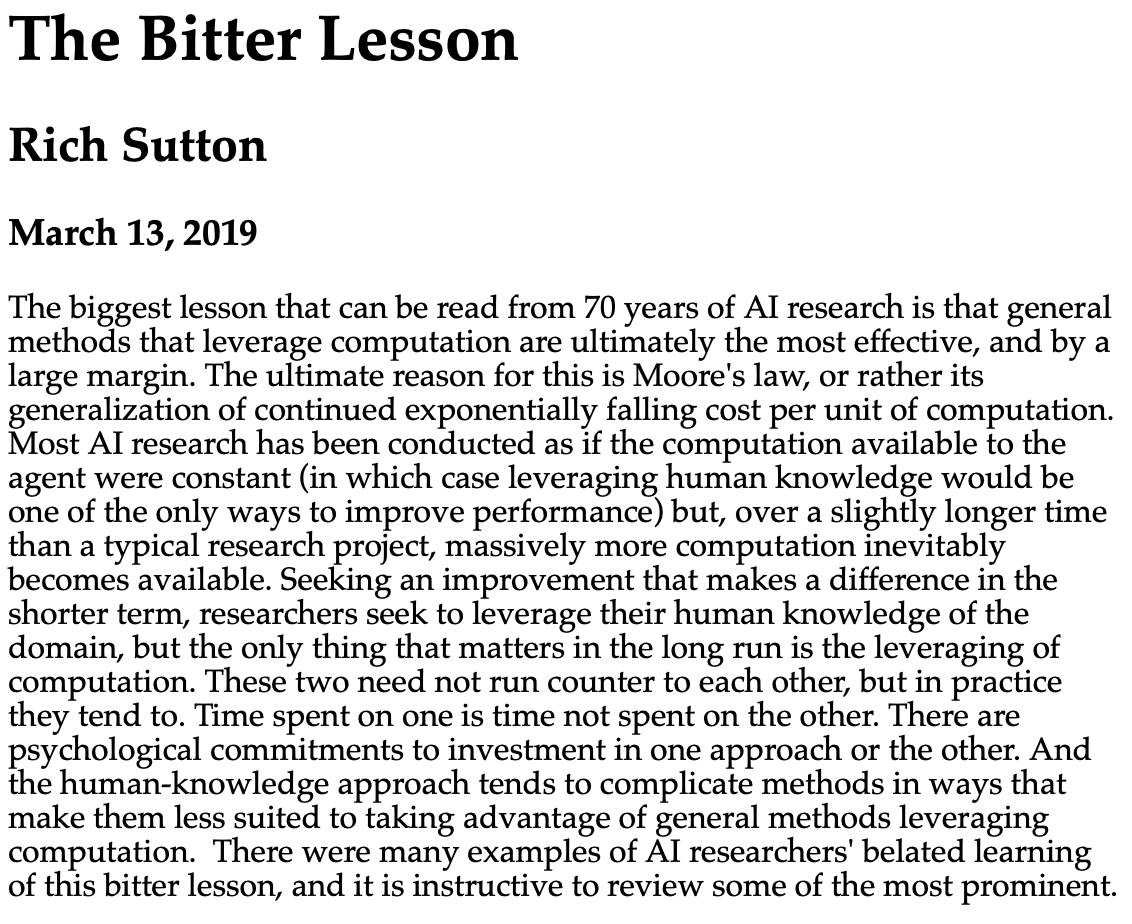 The Bitter Lesson
Rich Sutton
March 13, 2019
The biggest lesson that can be read from 70 years of AI research is that general
methods that leverage computation are ultimately the most effective, and by a
large margin. The ultimate reason for this is Moore's law, or rather its
generalization of continued exponentially falling cost per unit of computation.
Most AI research has been conducted as if the computation available to the
agent were constant (in which case leveraging human knowledge would be
one of the only ways to improve performance) but, over a slightly longer time
than a typical research project, massively more computation inevitably
becomes available. Seeking an improvement that makes a difference in the
shorter term, researchers seek to leverage their human knowledge of the
domain, but the only thing that matters in the long run is the leveraging of
computation. These two need not run counter to each other, but in practice
they tend to. Time spent on one is time not spent on the other. There are
psychological commitments to investment in one approach or the other. And
the human-knowledge approach tends to complicate methods in ways that
make them less suited to taking advantage of general methods leveraging
computation.  There were many examples of AI researchers' belated learning
of this bitter lesson, and it is instructive to review some of the most prominent.